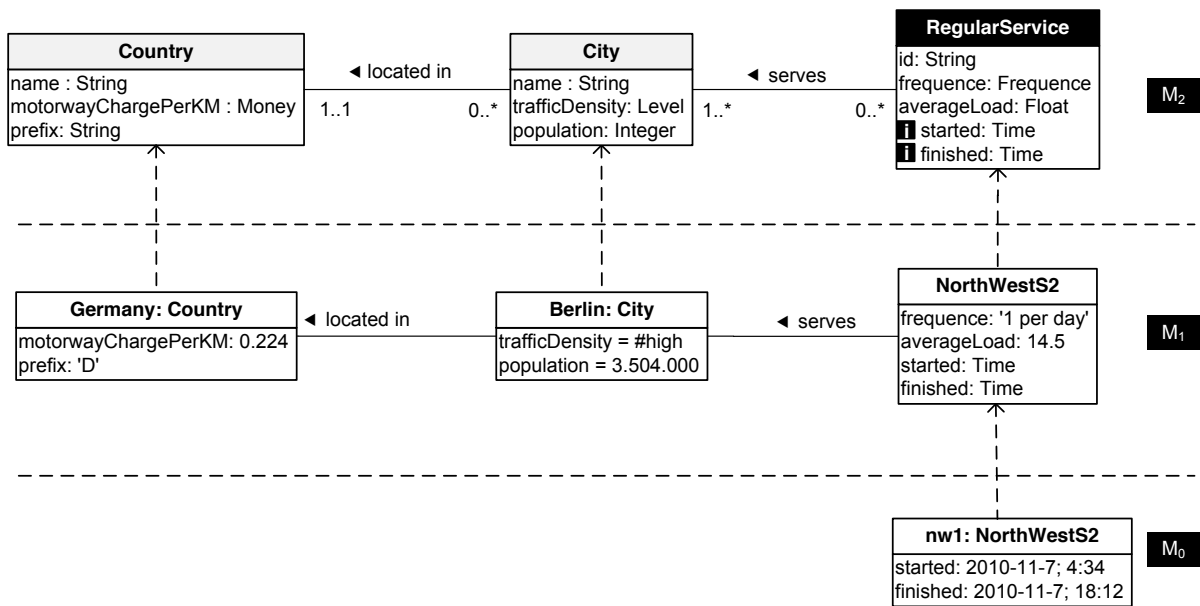 Country
name : String
motorwayChargePerKM : Money
prefix: String
◄ located in
1..1
0..*
City
name : String
trafficDensity: Level
population: Integer
◄ serves
1..*
0..*
RegularService
id: String
frequence: Frequence
averageLoad: Float
i started: Time
i finished: Time
M2
Germany: Country
motorwayChargePerKM: 0.224
prefix: 'D'
◄ located in
Berlin: City
trafficDensity = #high
population = 3.504.000
◄ serves
NorthWestS2
frequence: '1 per day'
averageLoad: 14.5
started: Time
finished: Time
M1
nw1: NorthWestS2
started: 2010-11-7; 4:34
finished: 2010-11-7; 18:12
M0